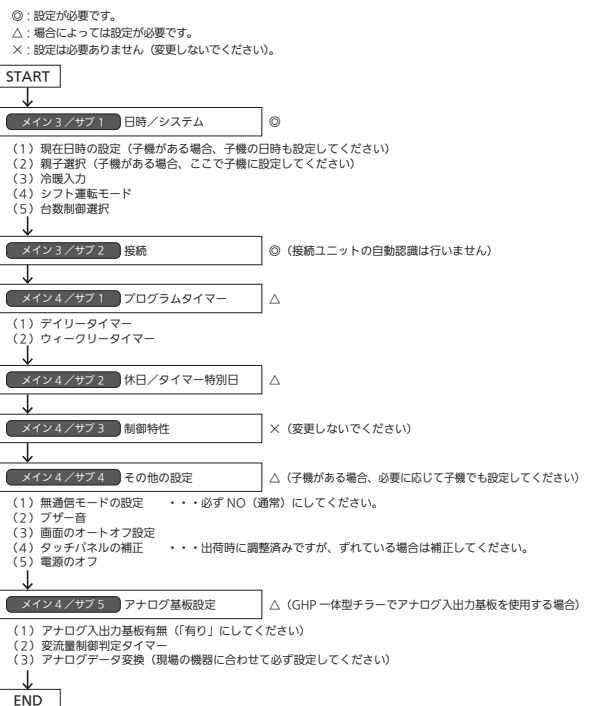 ◎：設定が必要です。
△：場合によっては設定が必要です。
×：設定は必要ありません（変更しないでください）。
START
メイン3／サブ1 日時／システム ◎
（1）現在日時の設定（子機がある場合、子機の日時も設定してください）
（2）親子選択（子機がある場合、ここで子機に設定してください）
（3）冷暖入力
（4）シフト運転モード
（5）台数制御選択
メイン3／サブ2 接続 ◎（接続ユニットの自動認識は行いません）
メイン4／サブ1 プログラムタイマー △
（1）デイリータイマー
（2）ウィークリータイマー
メイン4／サブ2 休日／タイマー特別日 △
メイン4／サブ3 制御特性 ×（変更しないでください）
メイン4／サブ4 その他の設定 △（子機がある場合、必要に応じて子機でも設定してください）
（1）無通信モードの設定 ・・・必ず NO（通常）にしてください。
（2）ブザー音
（3）画面のオートオフ設定
（4）タッチパネルの補正 ・・・出荷時に調整済みですが、ずれている場合は補正してください。
（5）電源のオフ
メイン4／サブ5 アナログ基板設定 △（GHP 一体型チラーでアナログ入出力基板を使用する場合）
（1）アナログ入出力基板有無（「有り」にしてください）
（2）変流量制御判定タイマー
（3）アナログデータ変換（現場の機器に合わせて必ず設定してください）
END